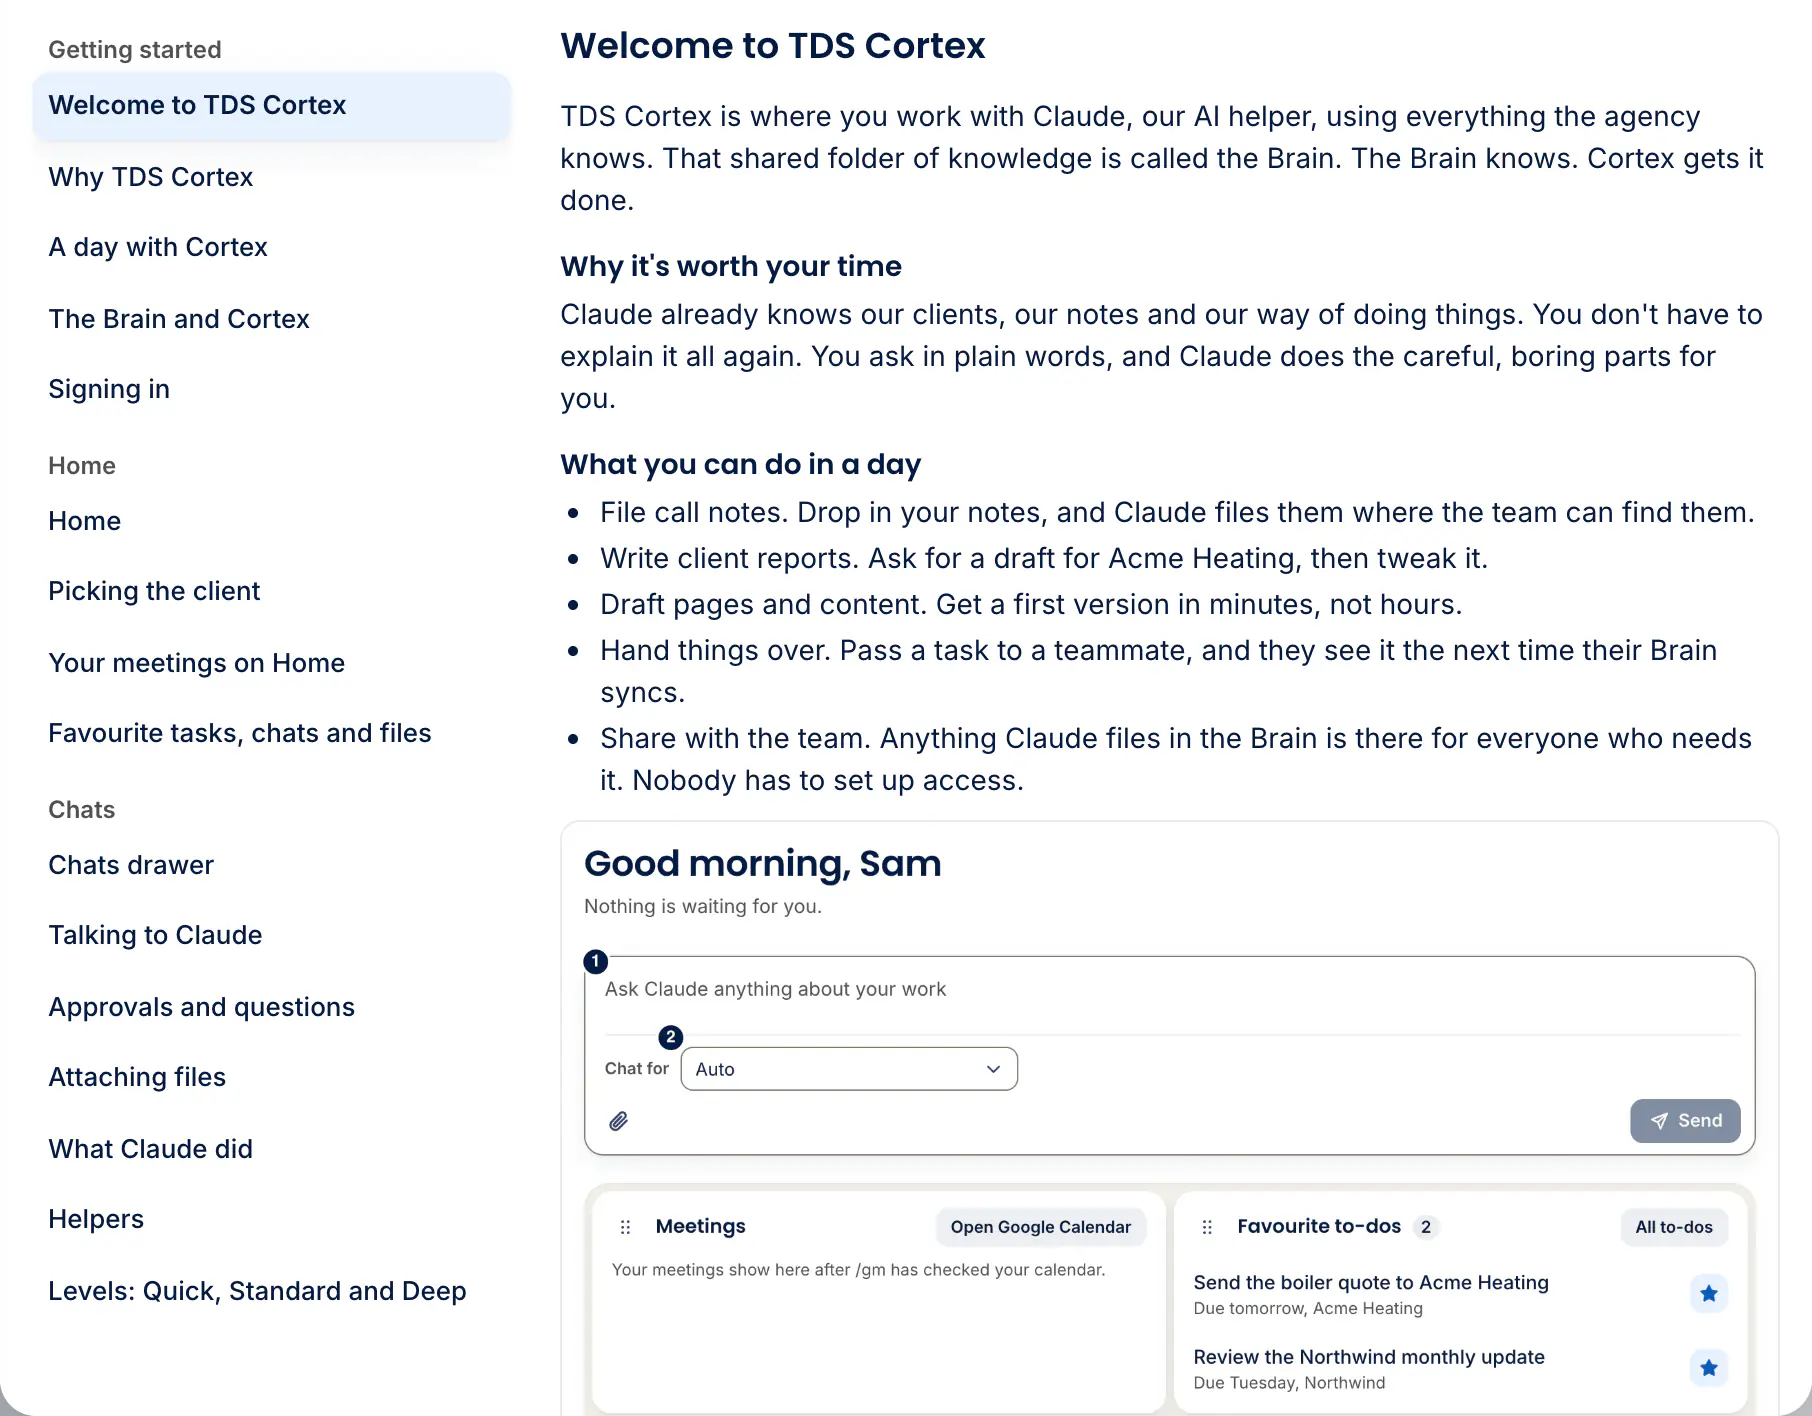 Getting started
Welcome to TDS Cortex
Why TDS Cortex
A day with Cortex
The Brain and Cortex
Signing in
Home
Home
Picking the client
Your meetings on Home
Favourite tasks, chats and files
Chats
Chats drawer
Talking to Claude
Approvals and questions
Attaching files
What Claude did
Helpers
Levels: Quick, Standard and Deep
Welcome to TDS Cortex
TDS Cortex is where you work with Claude, our AI helper, using everything the agency
knows. That shared folder of knowledge is called the Brain. The Brain knows. Cortex gets it
done.
Why it's worth your time
Claude already knows our clients, our notes and our way of doing things. You don't have to
explain it all again. You ask in plain words, and Claude does the careful, boring parts for
you.
What you can do in a day
• File call notes. Drop in your notes, and Claude files them where the team can find them.
• Write client reports. Ask for a draft for Acme Heating, then tweak it.
• Draft pages and content. Get a first version in minutes, not hours.
• Hand things over. Pass a task to a teammate, and they see it the next time their Brain
syncs.
• Share with the team. Anything Claude files in the Brain is there for everyone who needs
it. Nobody has to set up access.
Good morning, Sam
Nothing is waiting for you.
1
Ask Claude anything about your work
2
Chat for Auto
Send
Meetings Open Google Calendar
Your meetings show here after /gm has checked your calendar.
Favourite to-dos 2 All to-dos
Send the boiler quote to Acme Heating
Due tomorrow, Acme Heating
Review the Northwind monthly update
Due Tuesday, Northwind